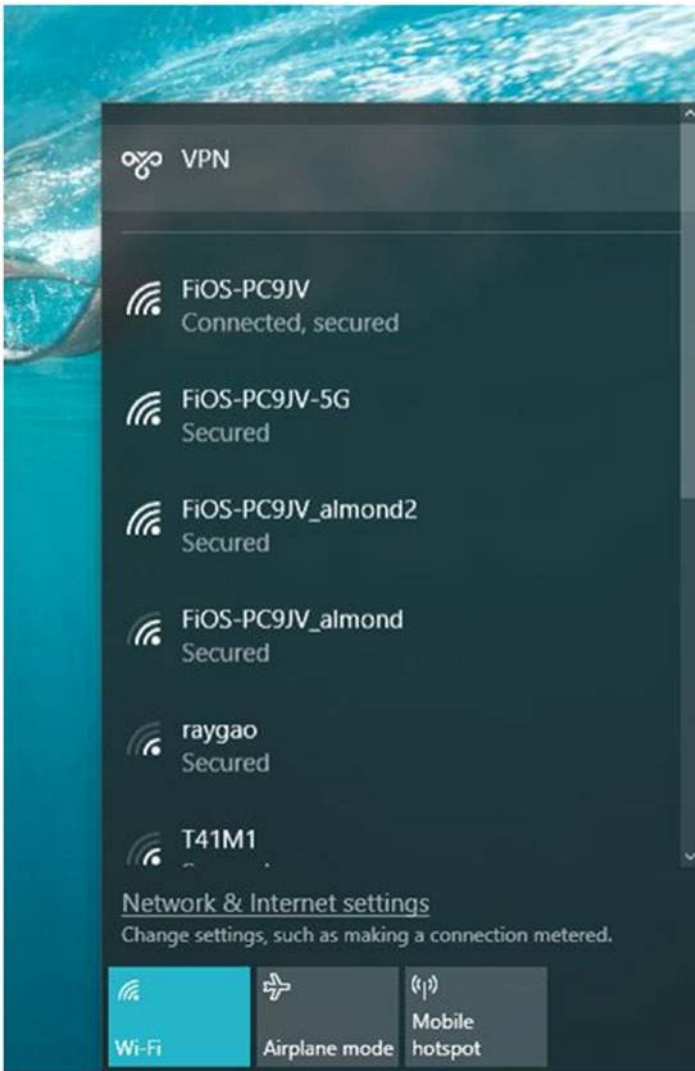 VPN
FiOS-PC9JV
Connected, secured
FiOS-PC9JV-5G
Secured
FiOS-PC9JV_almond2
Secured
FiOS-PC9JV_almond
Secured
raygao
Secured
T41M1
Network & Internet settings
Change settings, such as making a connection metered.
Wi-Fi
Airplane mode
Mobile
hotspot